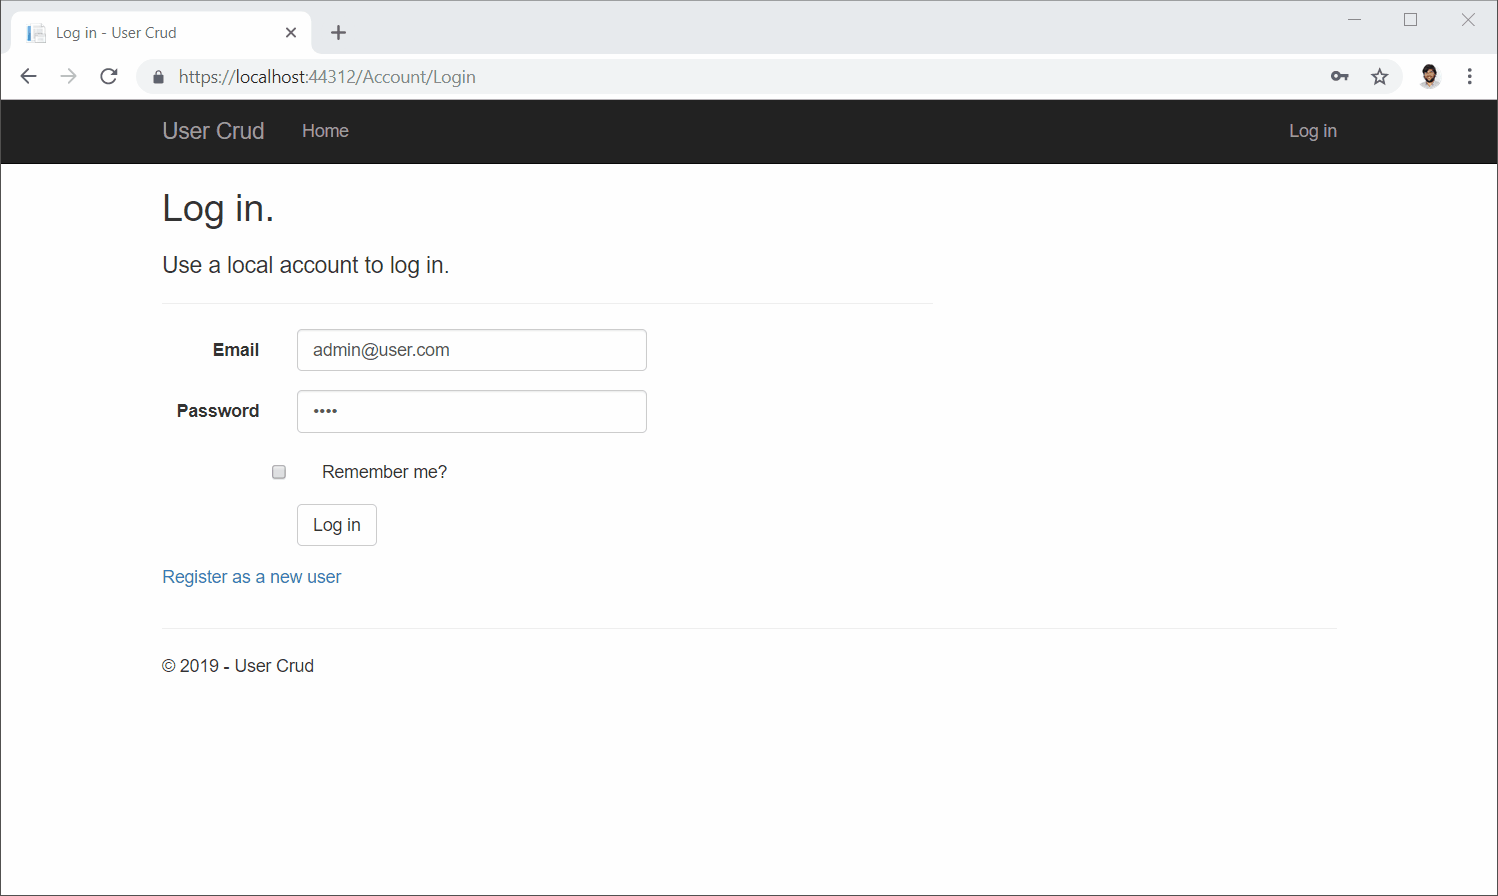 Log in - User Crud
https://localhost:44312/Account/Login
User Crud Home Log in
Log in.
Use a local account to log in.
Email admin@user.com
Password ••••
Remember me?
Log in
Register as a new user
© 2019 - User Crud